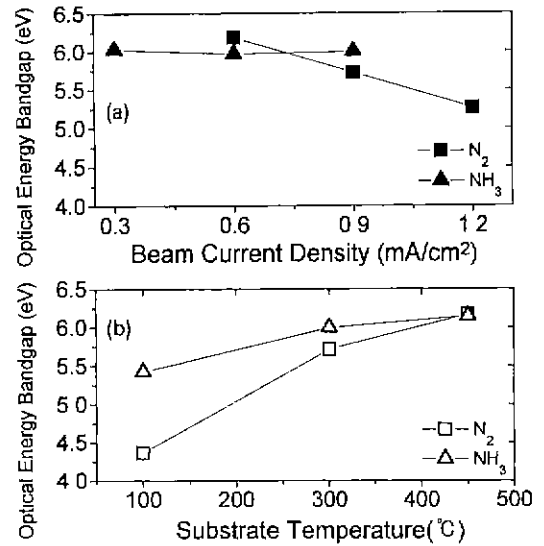 Optical Energy Bandgap (eV)
6.5
6.0
5.5
5.0
4.5
4.0
(a)
N2
NH3
0.3 0.6 0 9 1 2
Beam Current Density (mA/cm²)
Optical Energy Bandgap (eV)
6.5
6.0
5.5
5.0
4.5
4 0
(b)
N2
NH3
100 200 300 400 500
Substrate Temperature(℃)